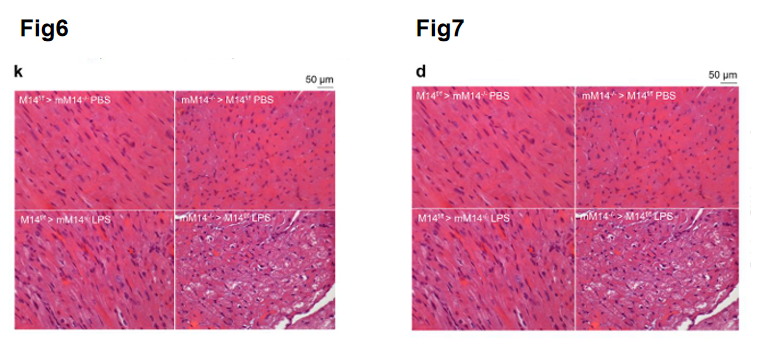 Fig6
Fig7
k
50 µm
M14f/f > mM14-/- PBS
mM14-/- > M14f/f PBS
M14f/f > mM14-/- LPS
mM14-/- > M14f/f LPS
d
50 µm
M14f/f > mM14-/- PBS
mM14-/- > M14f/f PBS
M14f/f > mM14-/- LPS
mM14-/- > M14f/f LPS